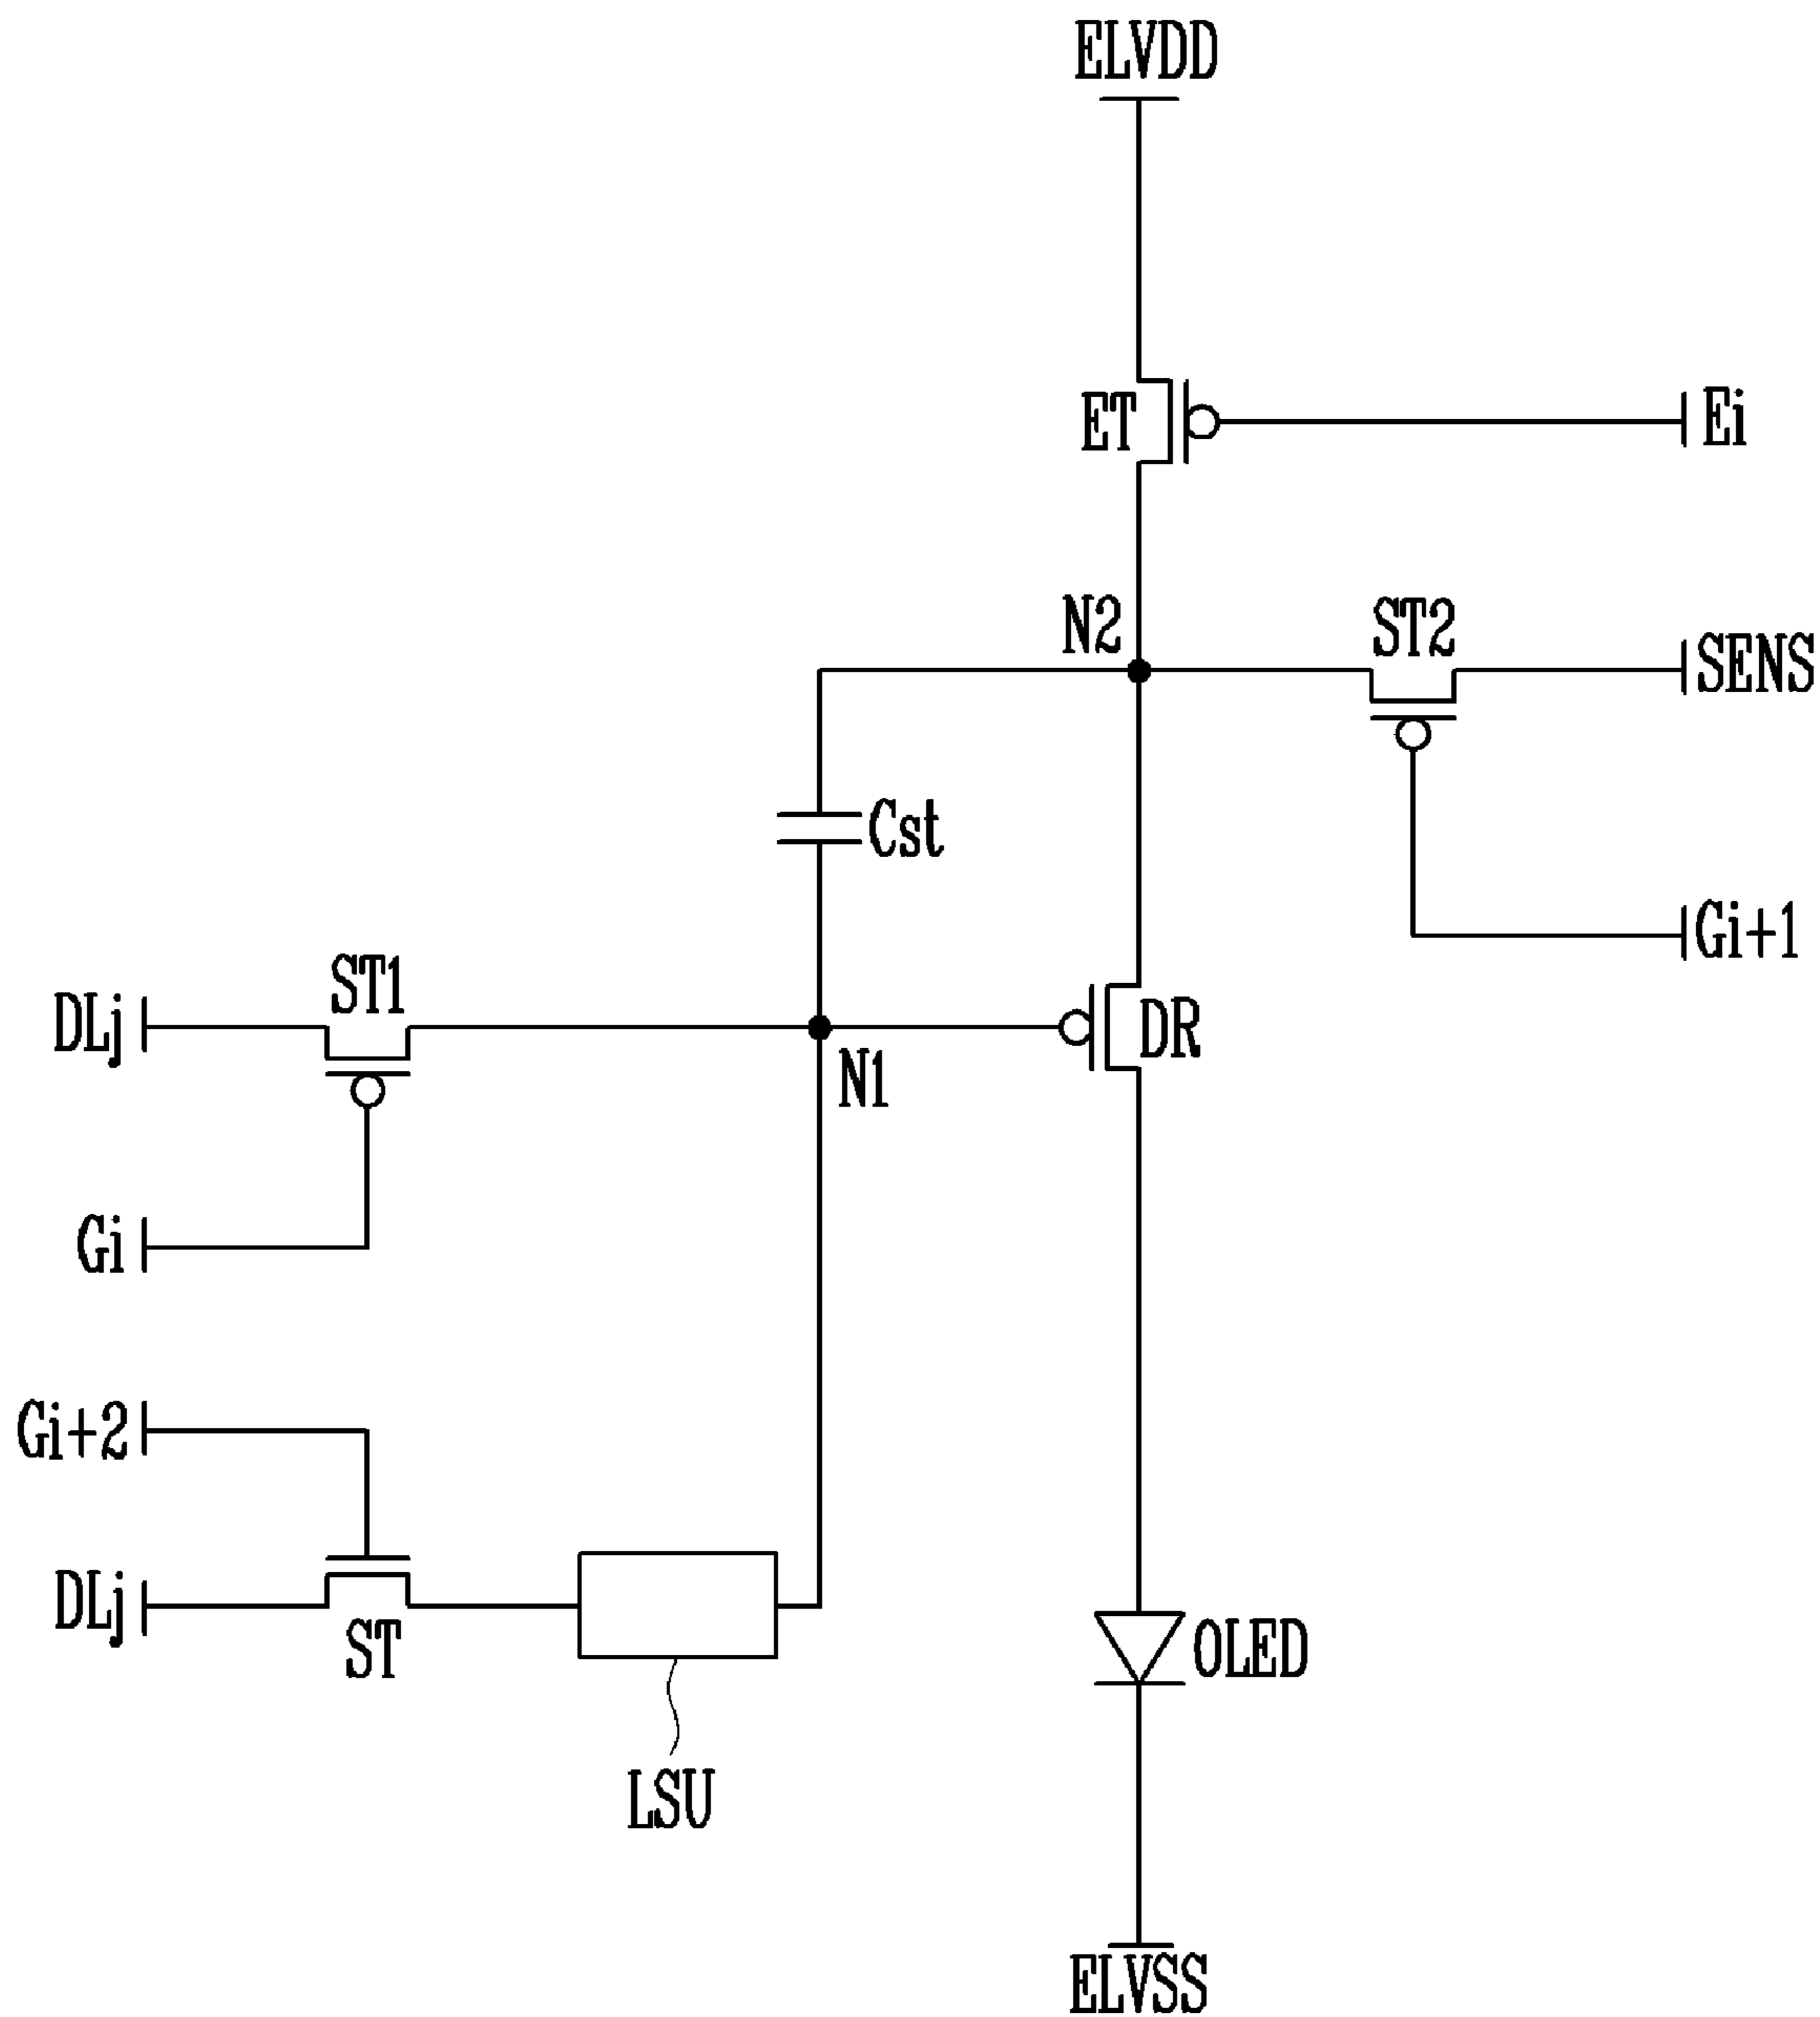 ELVDD
ET
Ei
N2
ST2
SENS
Cst
Gi+1
ST1
DLj
DR
N1
Gi
Gi+2
DLj
ST
OLED
LSU
ELVSS